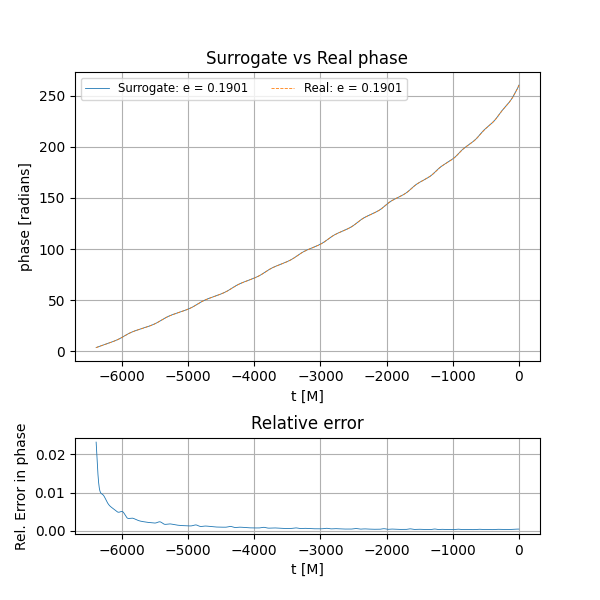 Surrogate vs Real phase
Surrogate: e = 0.1901 Real: e = 0.1901
phase [radians]
250
200
150
100
50
0
−6000 −5000 −4000 −3000 −2000 −1000 0
t [M]
Relative error
Rel. Error in phase
0.02
0.01
0.00
−6000 −5000 −4000 −3000 −2000 −1000 0
t [M]